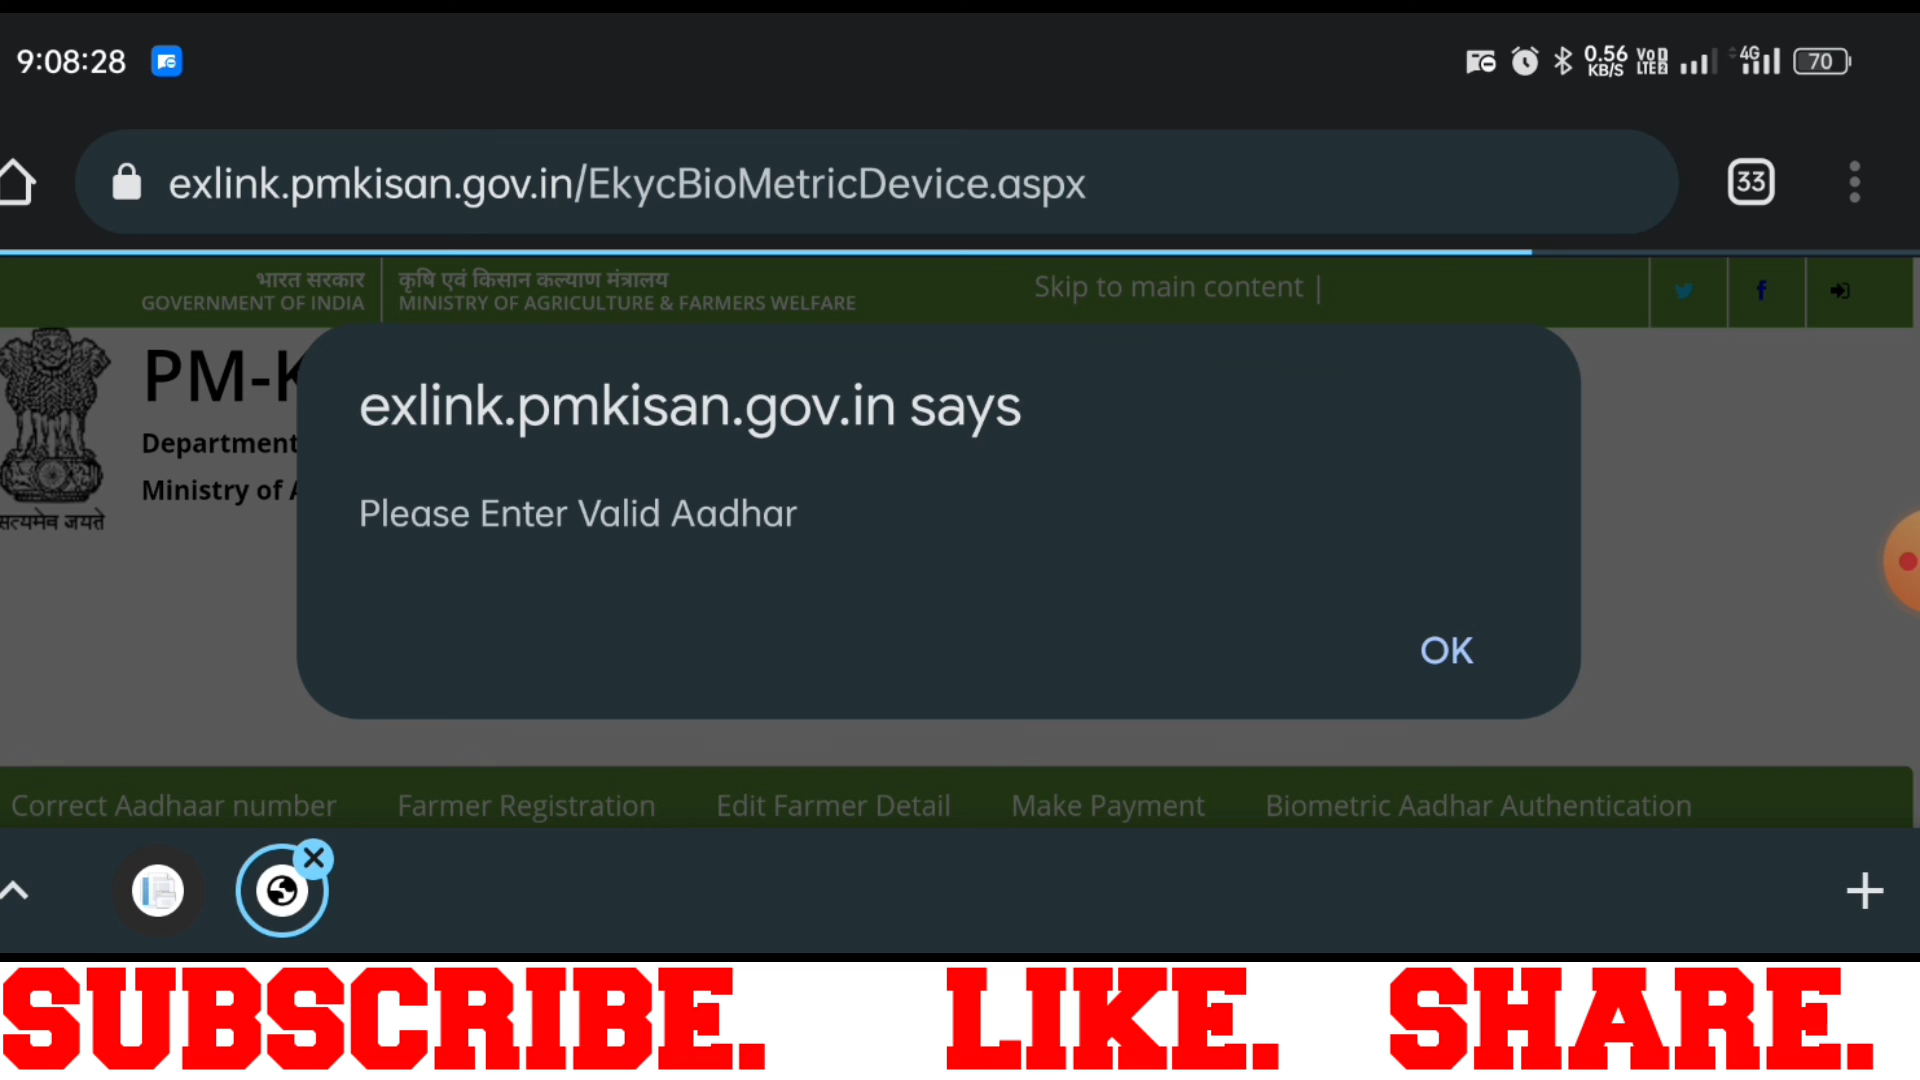 9:08:28
0.56 KB/S Vo LTE 4G 70
exlink.pmkisan.gov.in/EkycBioMetricDevice.aspx
33
भारत सरकार
GOVERNMENT OF INDIA
कृषि एवं किसान कल्याण मंत्रालय
MINISTRY OF AGRICULTURE & FARMERS WELFARE
Skip to main content |
सत्यमेव जयते
PM-K
Department
Ministry of
exlink.pmkisan.gov.in says
Please Enter Valid Aadhar
OK
Correct Aadhaar number Farmer Registration Edit Farmer Detail Make Payment Biometric Aadhar Authentication
SUBSCRIBE. LIKE. SHARE.